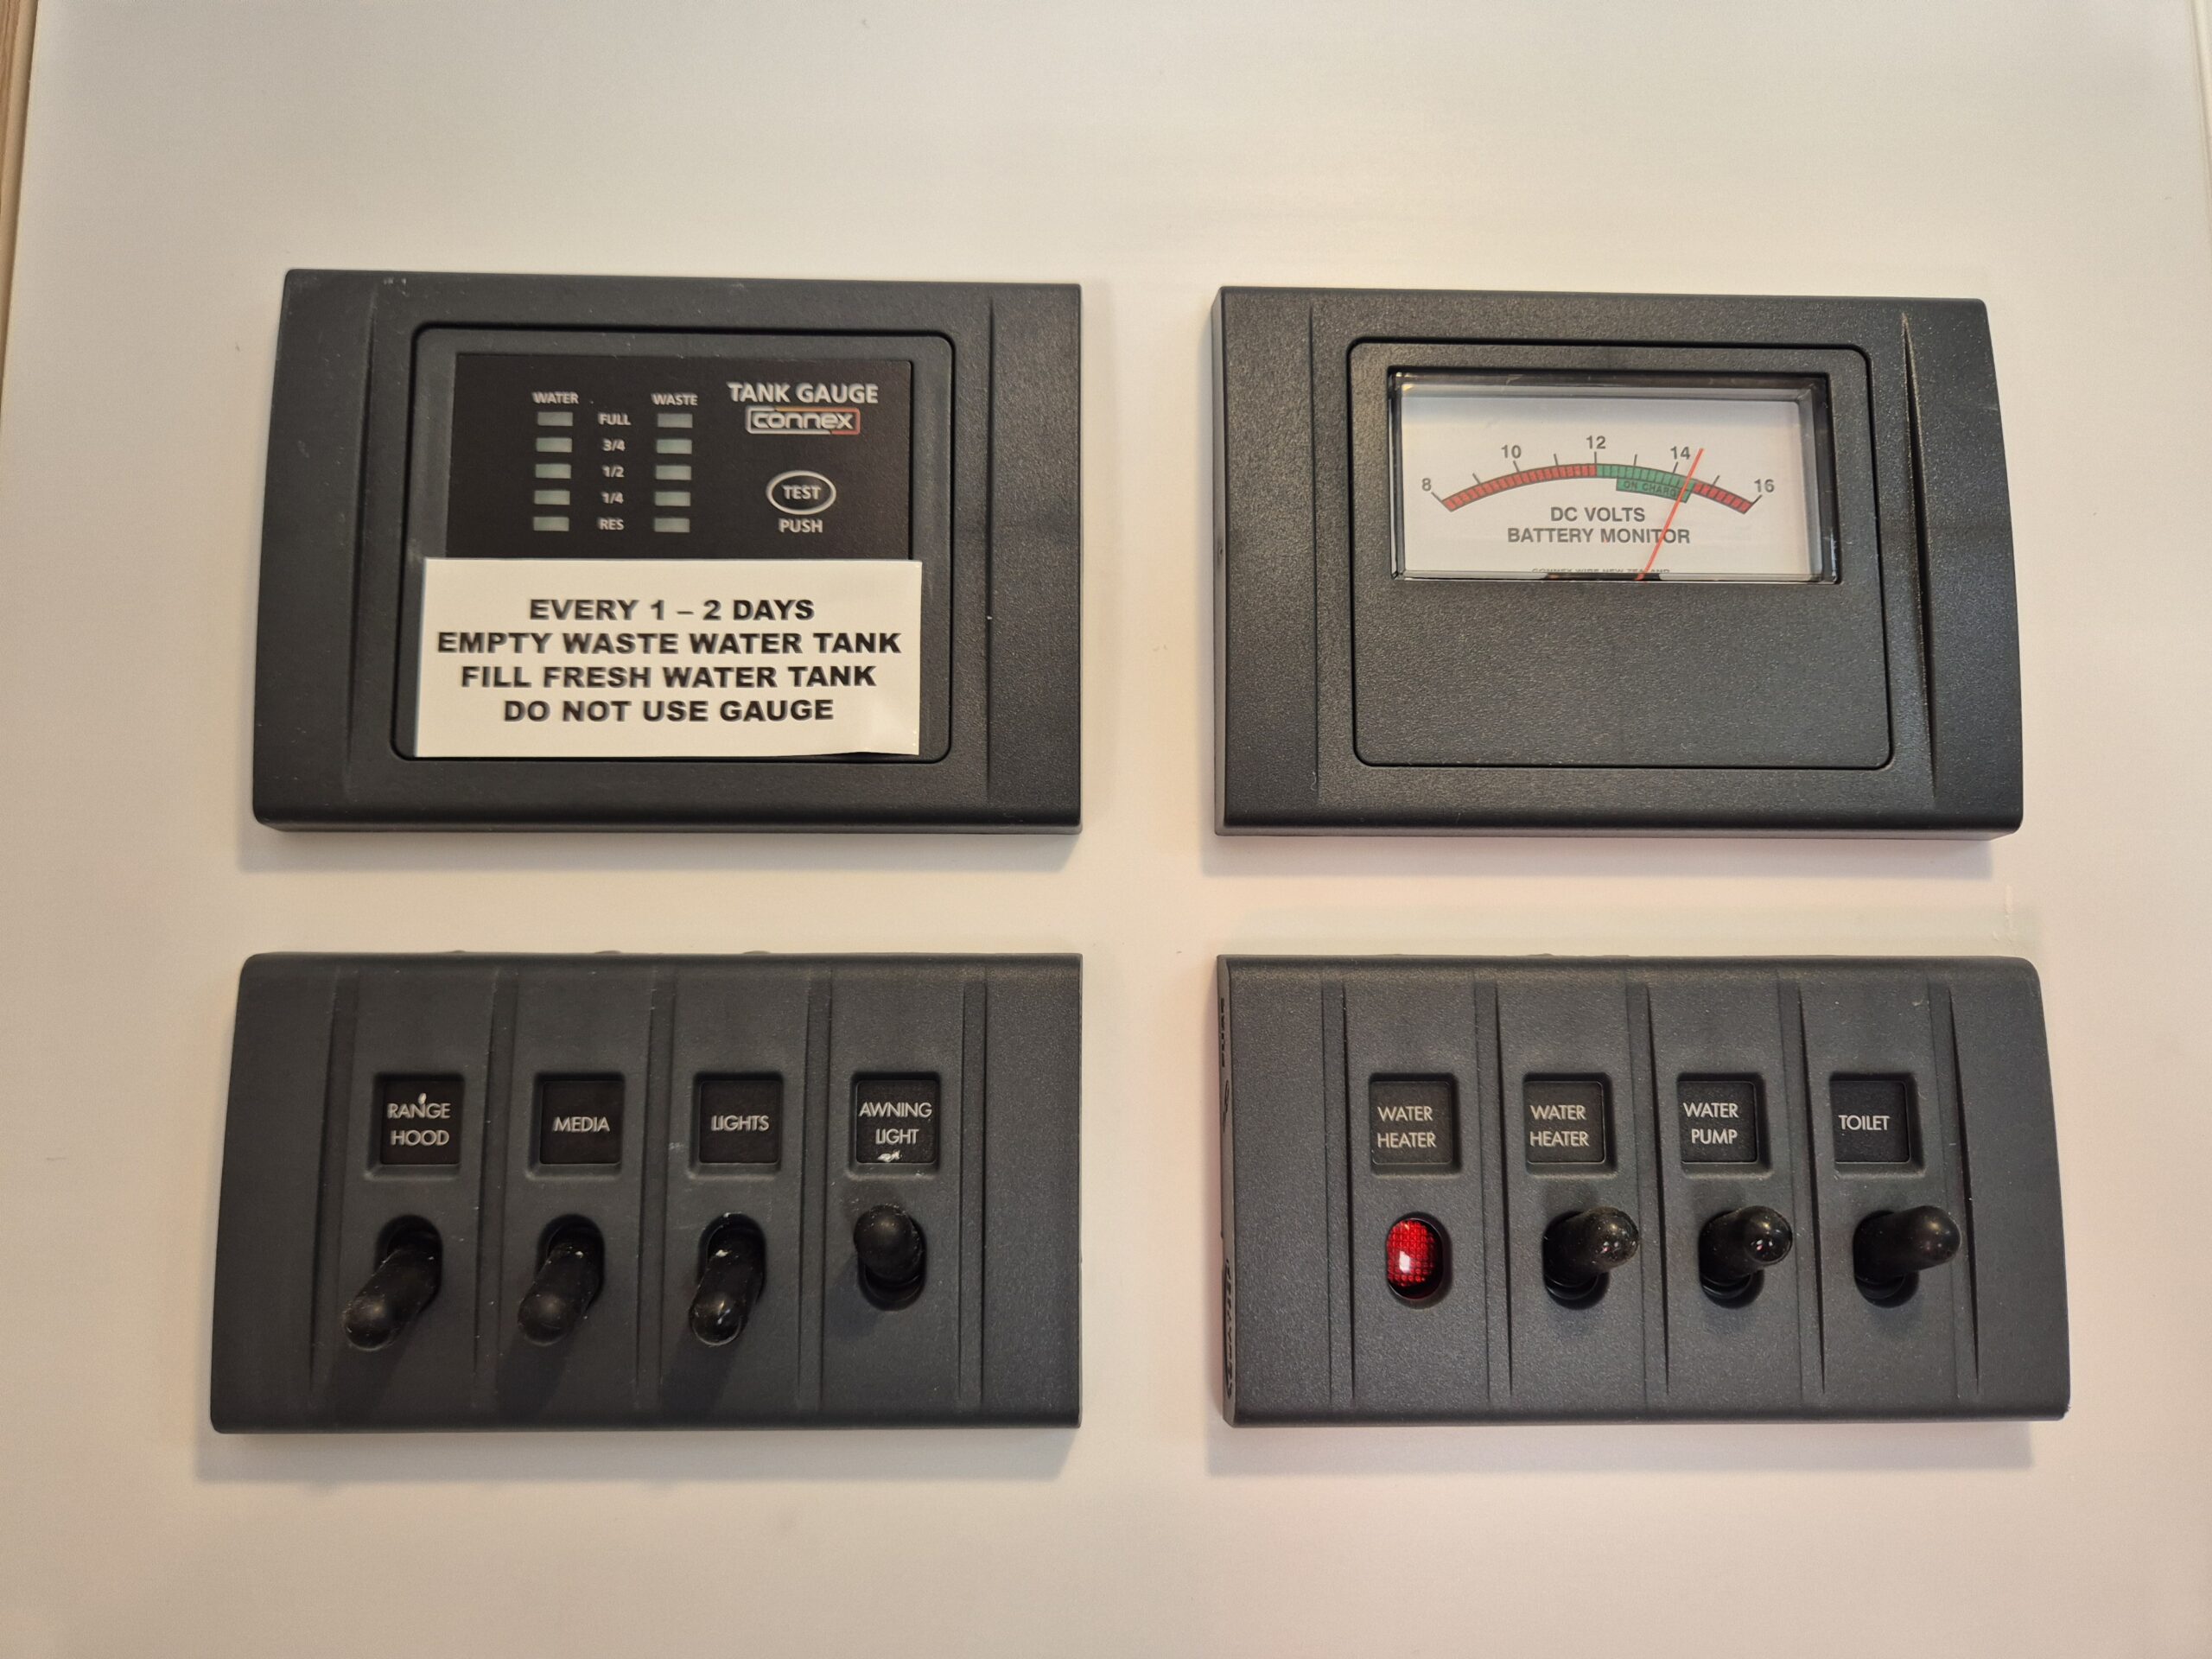 WATER
WASTE
FULL
3/4
1/2
1/4
RES
TANK GAUGE
connex
TEST
PUSH
EVERY 1 – 2 DAYS
EMPTY WASTE WATER TANK
FILL FRESH WATER TANK
DO NOT USE GAUGE
8
10
12
14
16
ON CHARGE
DC VOLTS
BATTERY MONITOR
RANGE
HOOD
MEDIA
LIGHTS
AWNING
LIGHT
WATER
HEATER
WATER
HEATER
WATER
PUMP
TOILET